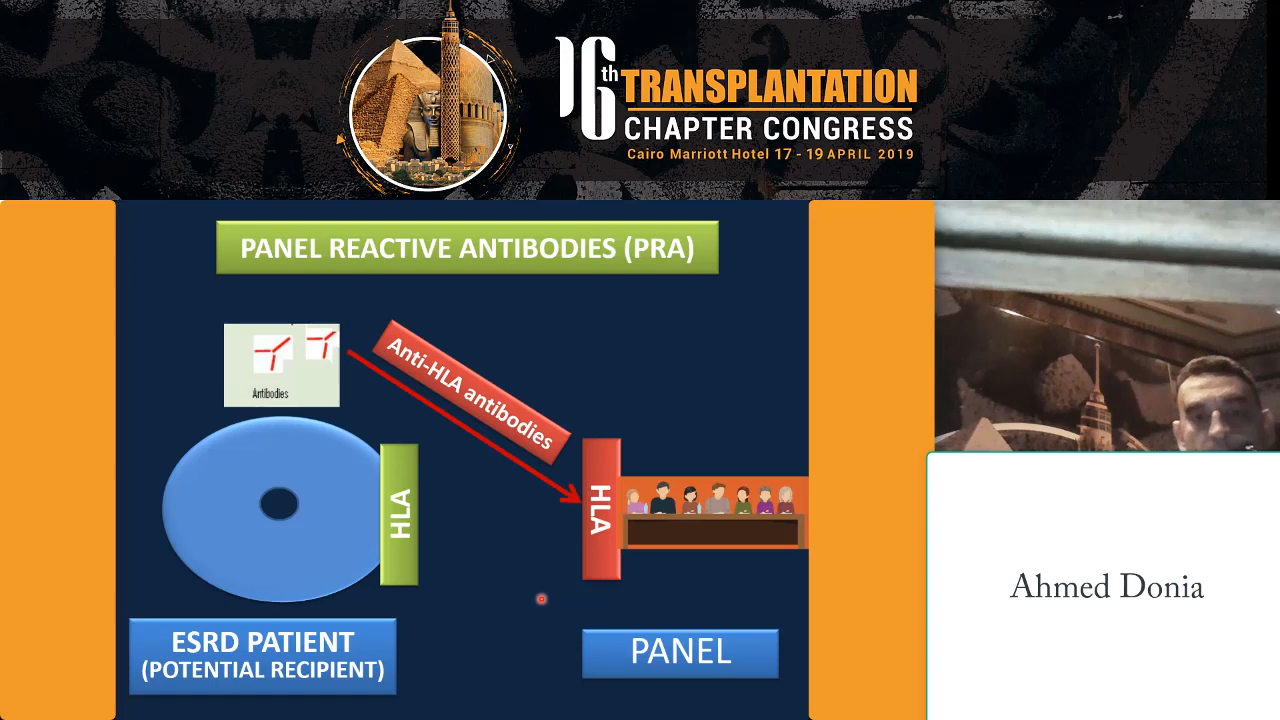 16th TRANSPLANTATION
CHAPTER CONGRESS
Cairo Marriott Hotel 17 - 19 APRIL 2019
PANEL REACTIVE ANTIBODIES (PRA)
Antibodies
Anti-HLA antibodies
HLA
HLA
ESRD PATIENT
(POTENTIAL RECIPIENT)
PANEL
Ahmed Donia